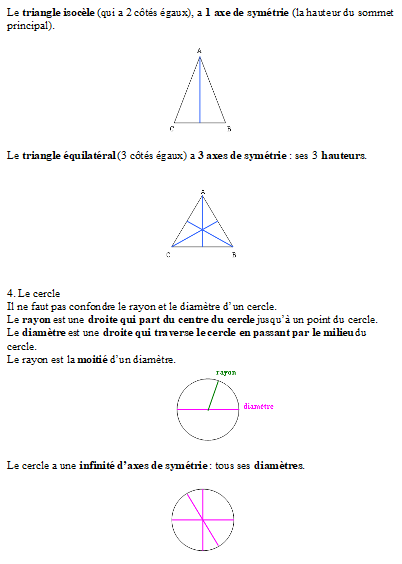 Le triangle isocèle (qui a 2 côtés égaux), a 1 axe de symétrie (la hauteur du sommet
principal).
A
C B
Le triangle équilatéral (3 côtés égaux) a 3 axes de symétrie : ses 3 hauteurs.
A
C B
4. Le cercle
Il ne faut pas confondre le rayon et le diamètre d'un cercle.
Le rayon est une droite qui part du centre du cercle jusqu'à un point du cercle.
Le diamètre est une droite qui traverse le cercle en passant par le milieu du
cercle.
Le rayon est la moitié d'un diamètre.
rayon
diamètre
Le cercle a une infinité d'axes de symétrie : tous ses diamètres.